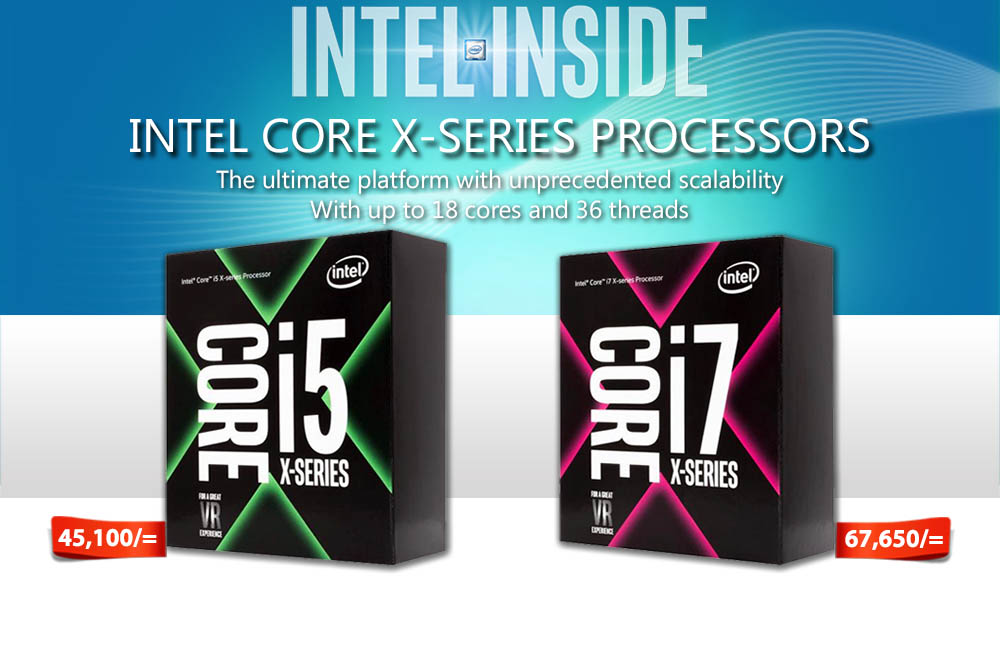 INTEL INSIDE
INTEL CORE X-SERIES PROCESSORS
The ultimate platform with unprecedented scalability
With up to 18 cores and 36 threads
Intel® Core™ i5 X-series Processor
intel®
CORE i5
X-SERIES
FOR A GREAT
VR
EXPERIENCE
45,100/=
Intel® Core™ i7 X-series Processor
intel®
CORE i7
X-SERIES
FOR A GREAT
VR
EXPERIENCE
67,650/=